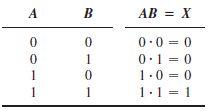 A B AB = X
0 0 0 · 0 = 0
0 1 0 · 1 = 0
1 0 1 · 0 = 0
1 1 1 · 1 = 1